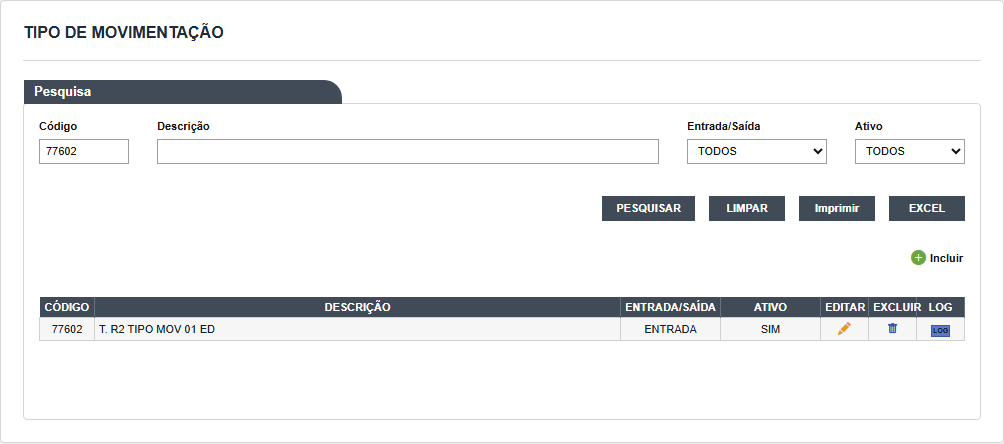 TIPO DE MOVIMENTAÇÃO
Pesquisa
Código Descrição Entrada/Saída Ativo
77602 TODOS TODOS
PESQUISAR LIMPAR Imprimir EXCEL
Incluir
CÓDIGO DESCRIÇÃO ENTRADA/SAÍDA ATIVO EDITAR EXCLUIR LOG
77602 T. R2 TIPO MOV 01 ED ENTRADA SIM LOG